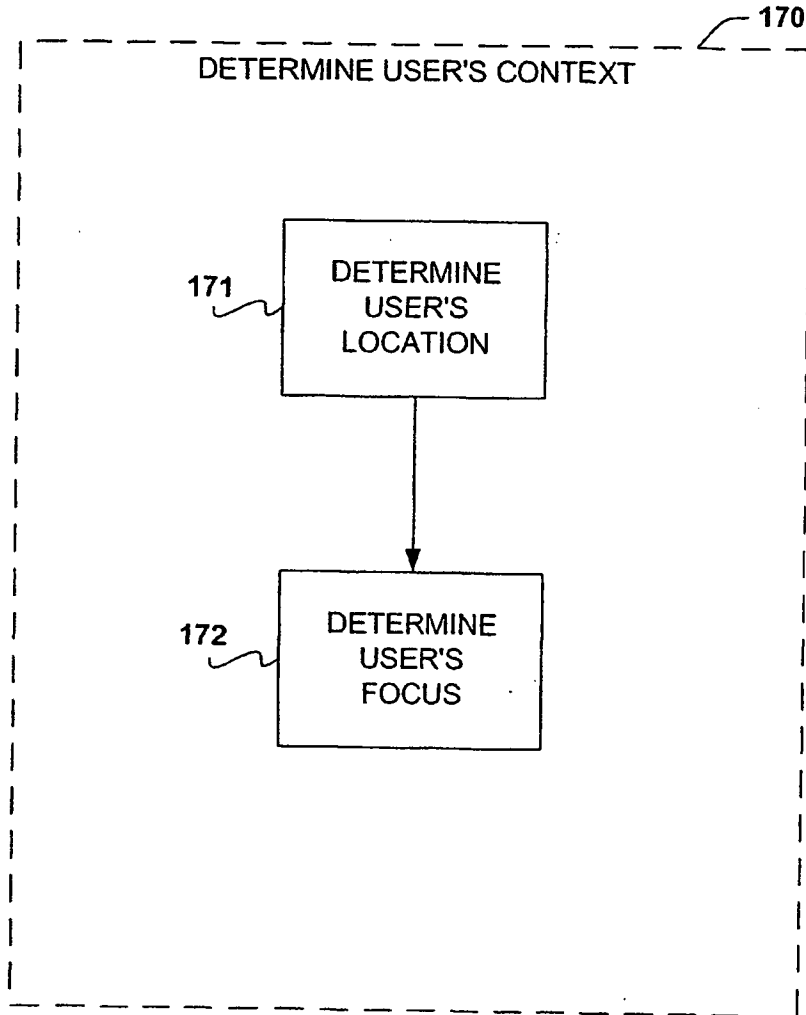 170
DETERMINE USER'S CONTEXT
171
DETERMINE
USER'S
LOCATION
172
DETERMINE
USER'S
FOCUS